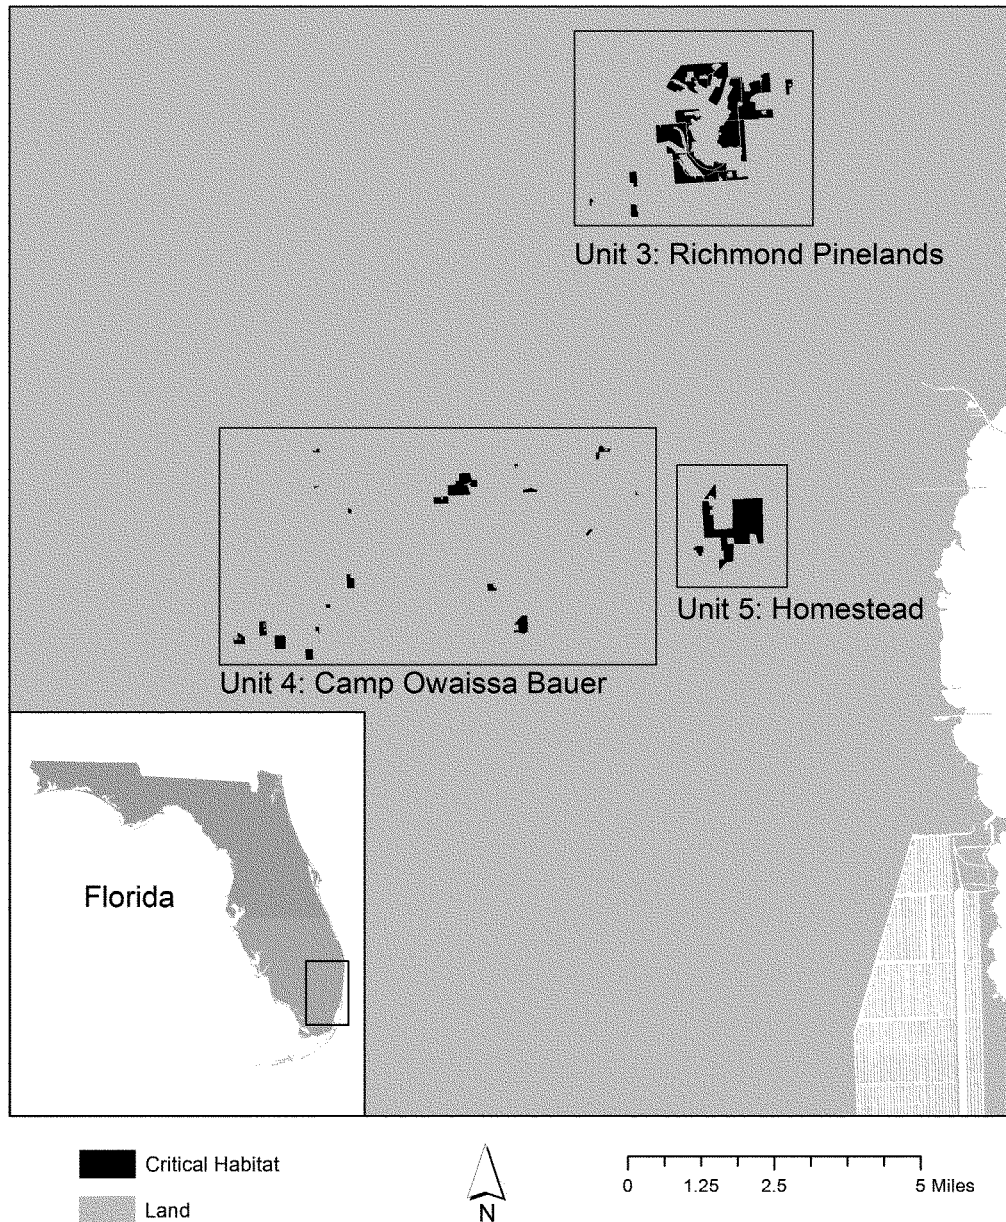 Unit 3: Richmond Pinelands
Unit 5: Homestead
Unit 4: Camp Owaissa Bauer
Florida
Critical Habitat
Land
N
0 1.25 2.5 5 Miles